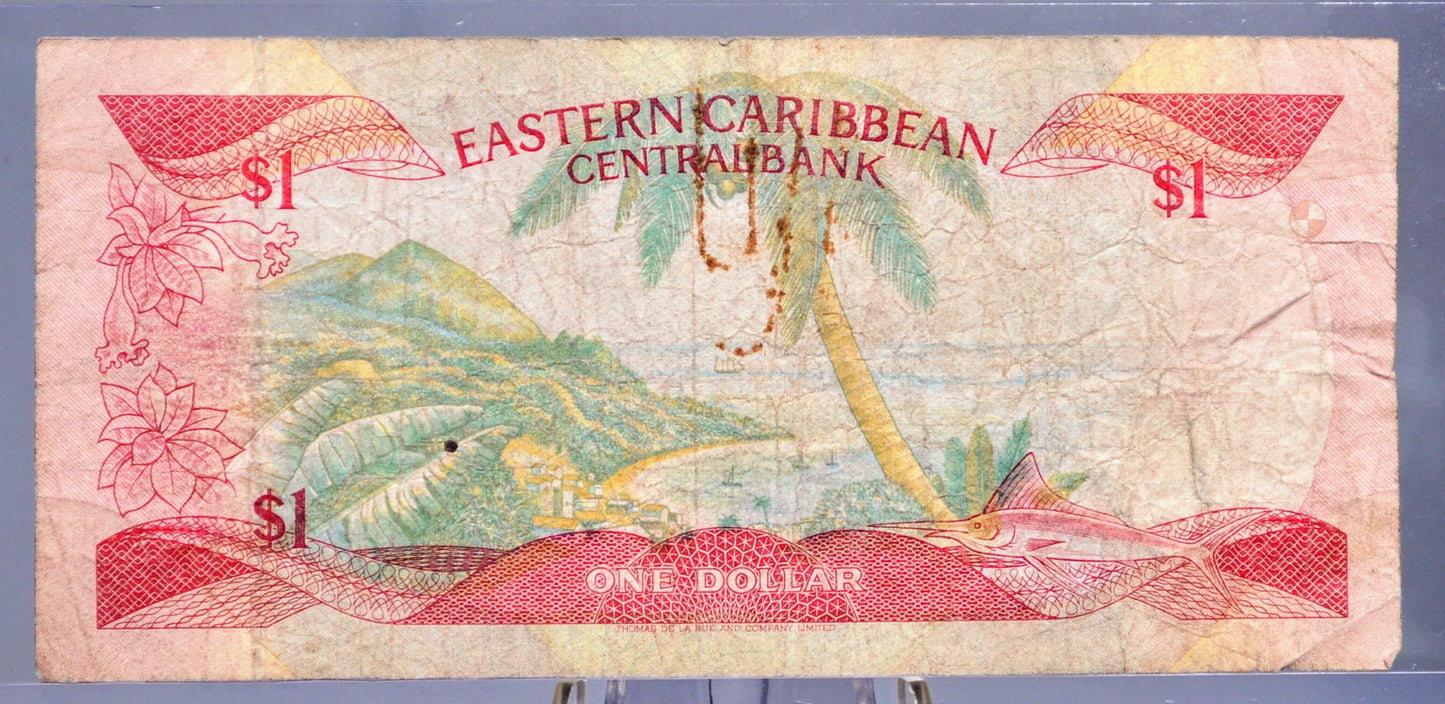 EASTERN CARIBBEAN
CENTRAL BANK
$1
$1
$1
ONE DOLLAR
THOMAS DE LA RUE AND COMPANY LIMITED